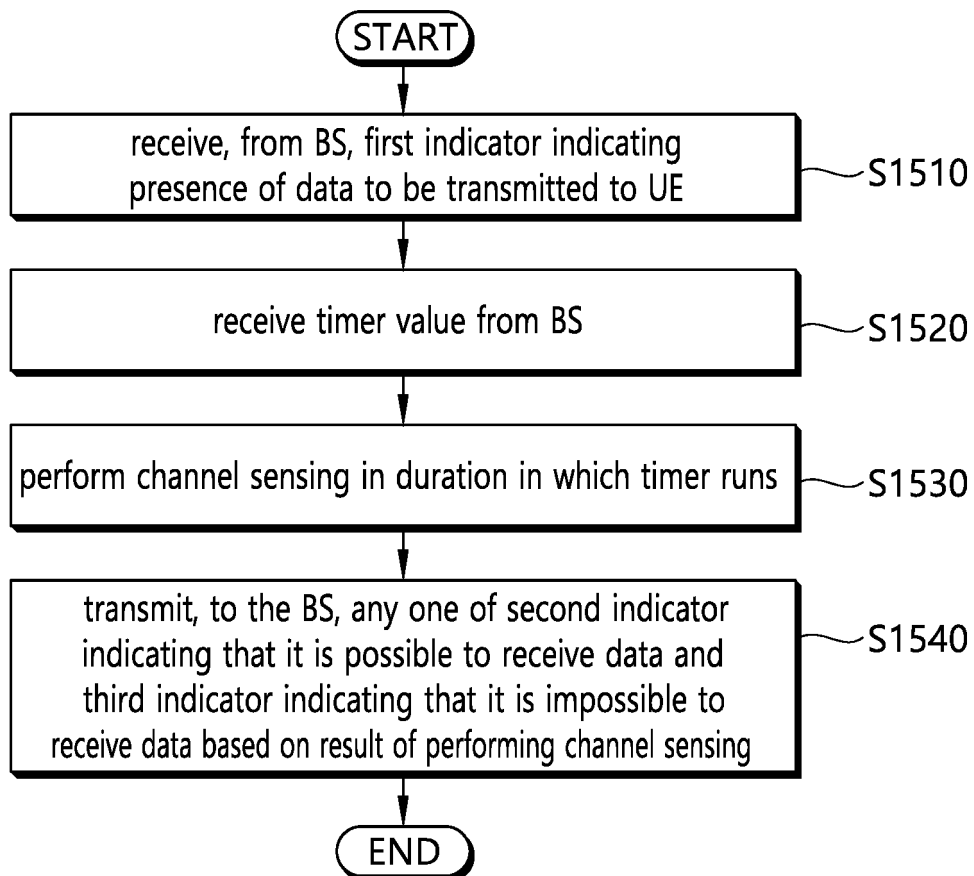 START
receive, from BS, first indicator indicating
presence of data to be transmitted to UE
S1510
receive timer value from BS
S1520
perform channel sensing in duration in which timer runs
S1530
transmit, to the BS, any one of second indicator
indicating that it is possible to receive data and
third indicator indicating that it is impossible to
receive data based on result of performing channel sensing
S1540
END